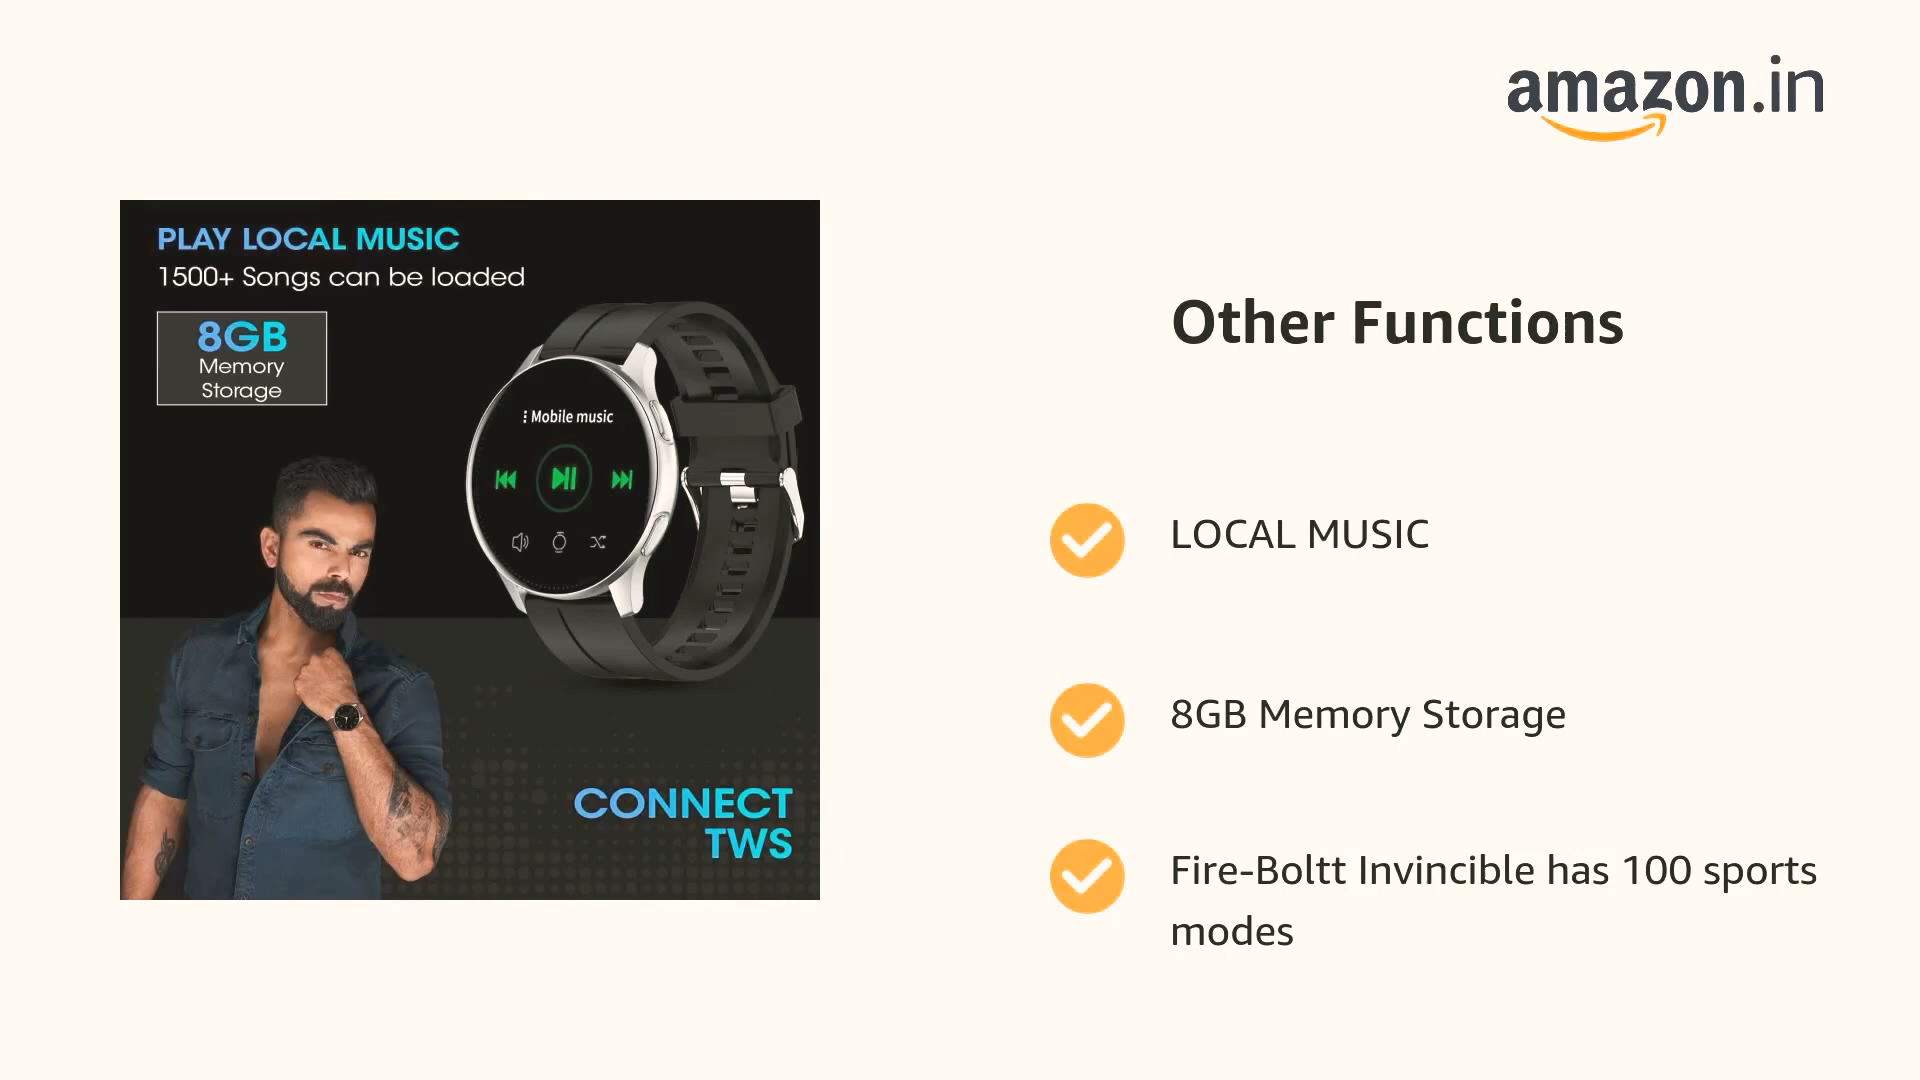 amazon.in
PLAY LOCAL MUSIC
1500+ Songs can be loaded
8GB
Memory
Storage
Mobile music
CONNECT
TWS
Other Functions
LOCAL MUSIC
8GB Memory Storage
Fire-Boltt Invincible has 100 sports
modes